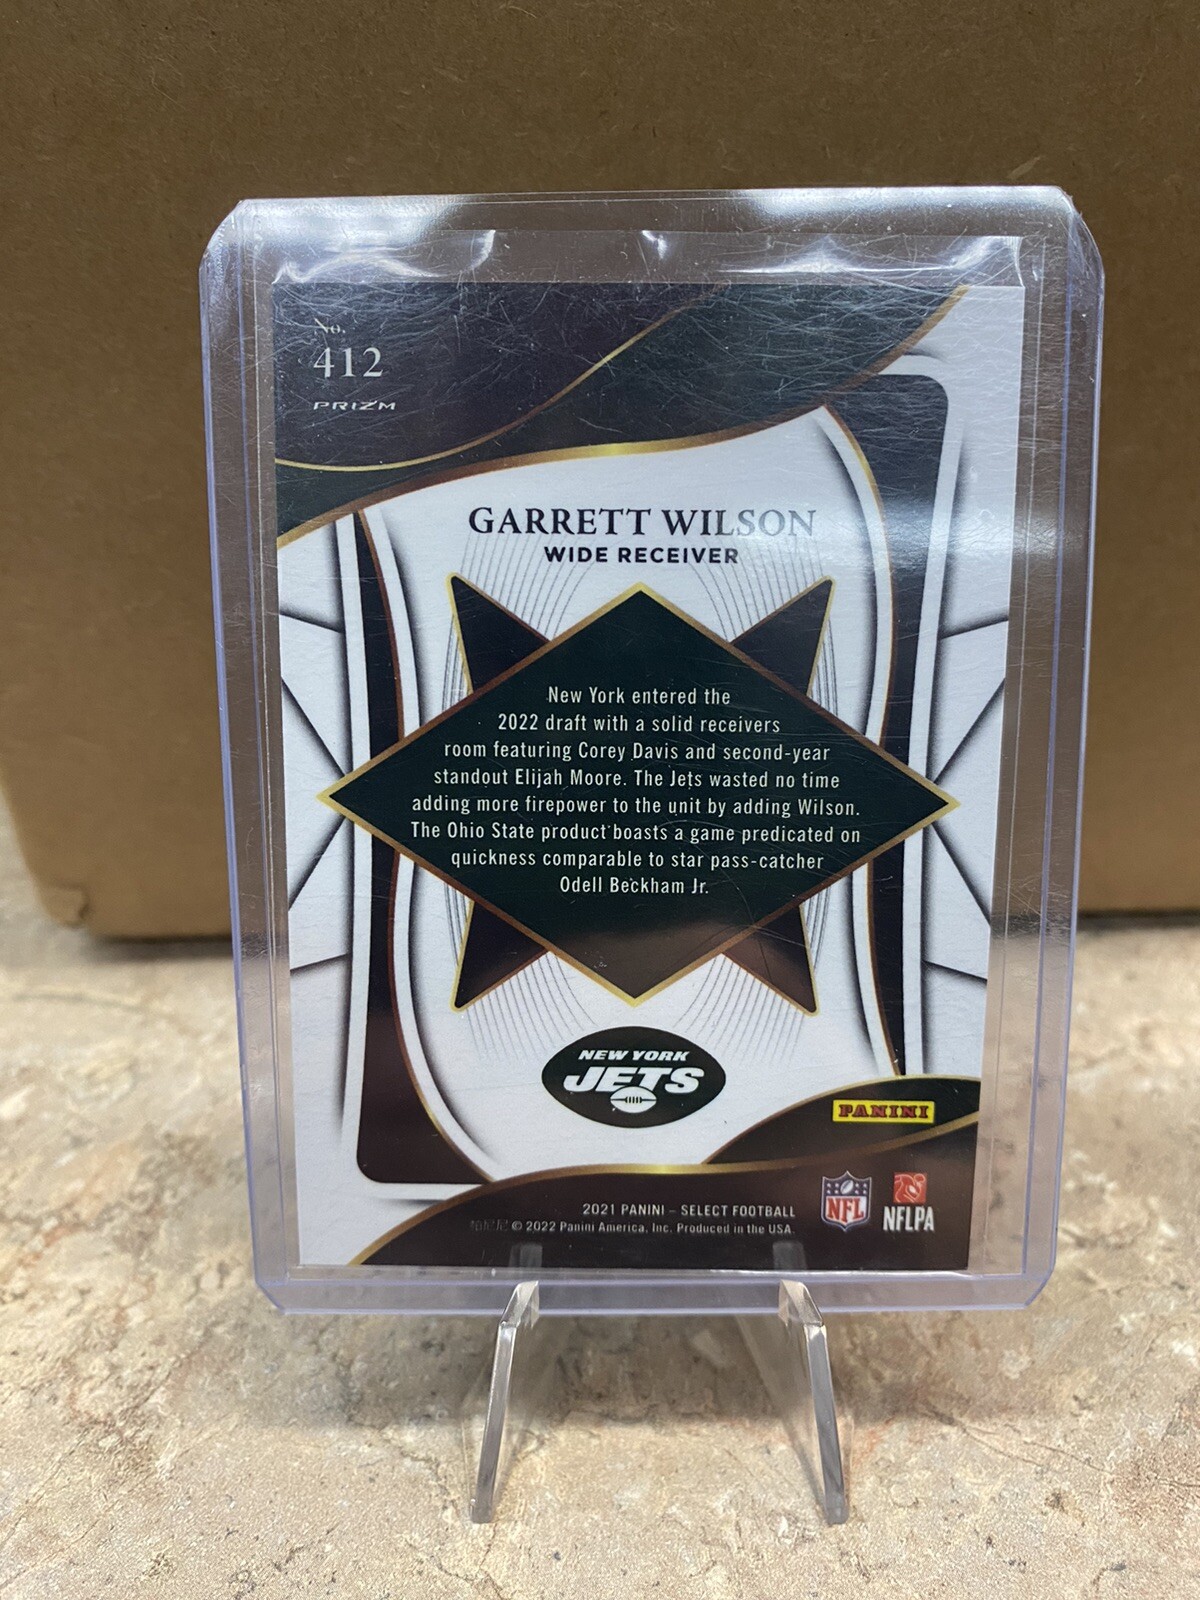 No.
412
PRIZM
GARRETT WILSON
WIDE RECEIVER
New York entered the
2022 draft with a solid receivers
room featuring Corey Davis and second-year
standout Elijah Moore. The Jets wasted no time
adding more firepower to the unit by adding Wilson.
The Ohio State product boasts a game predicated on
quickness comparable to star pass-catcher
Odell Beckham Jr.
NEW YORK
JETS
PANINI
2021 PANINI – SELECT FOOTBALL
© 2022 Panini America, Inc. Produced in the USA.
NFL
NFLPA